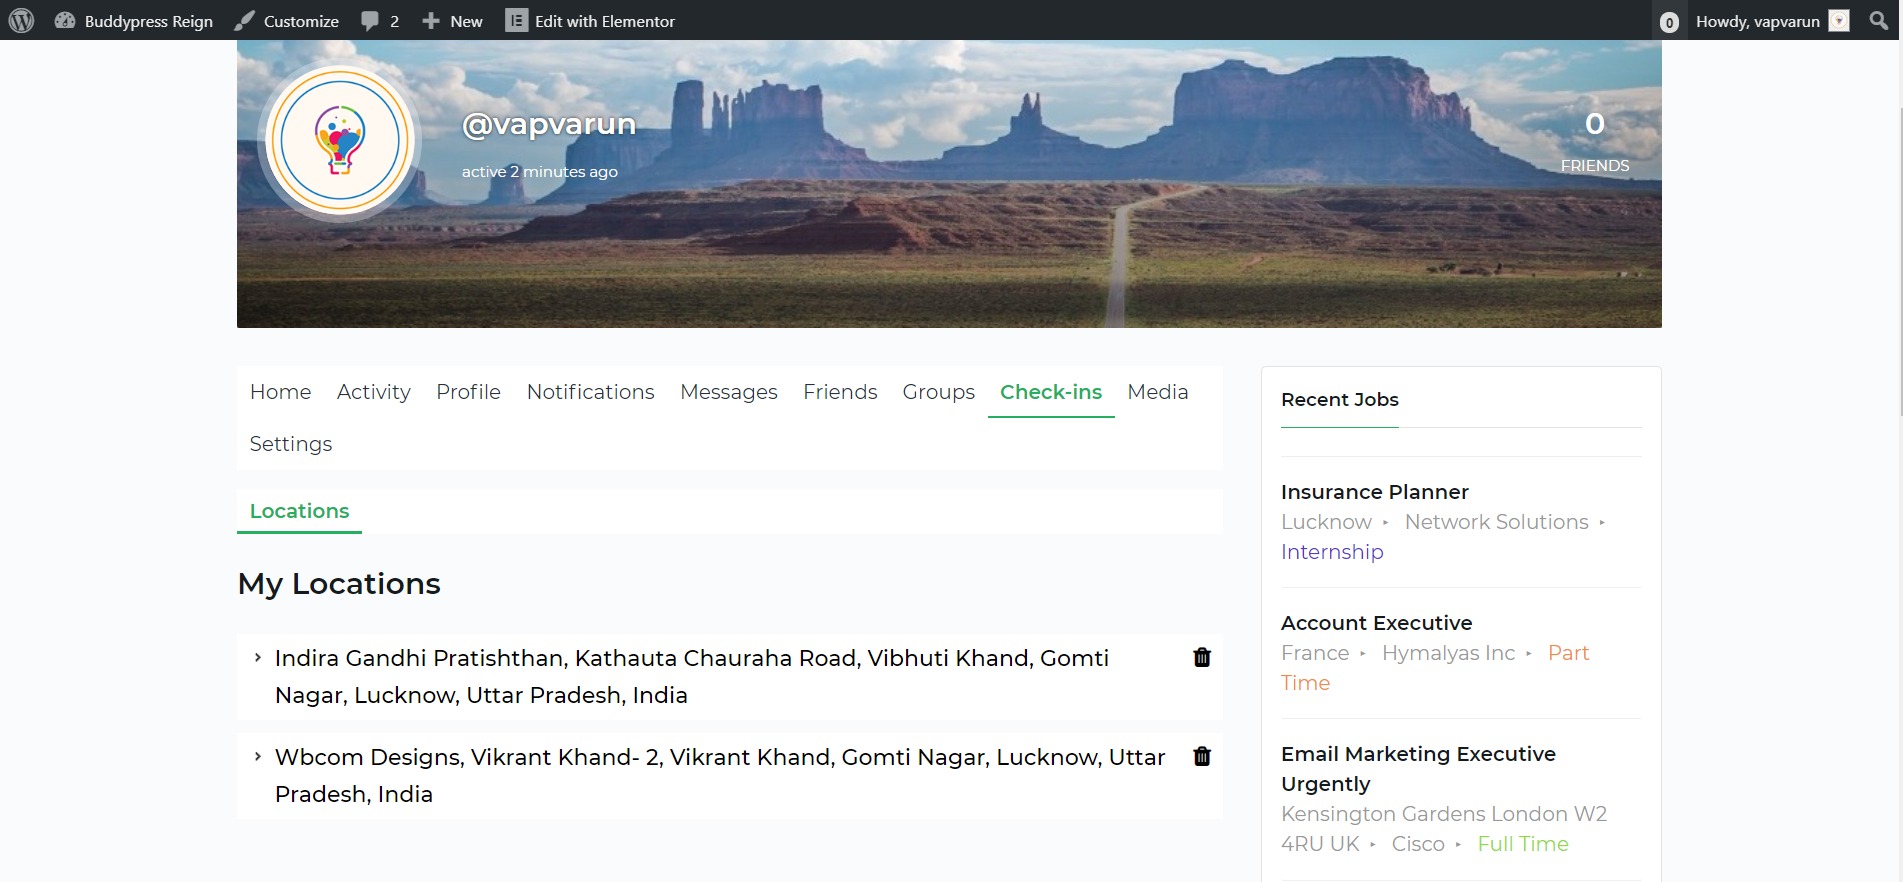 Buddypress Reign Customize 2 New Edit with Elementor 0 Howdy, vapvarun
@vapvarun
active 2 minutes ago
0
FRIENDS
Home Activity Profile Notifications Messages Friends Groups Check-ins Media
Settings
Locations
My Locations
Indira Gandhi Pratishthan, Kathauta Chauraha Road, Vibhuti Khand, Gomti
Nagar, Lucknow, Uttar Pradesh, India
Wbcom Designs, Vikrant Khand- 2, Vikrant Khand, Gomti Nagar, Lucknow, Uttar
Pradesh, India
Recent Jobs
Insurance Planner
Lucknow ‣ Network Solutions ‣
Internship
Account Executive
France ‣ Hymalyas Inc ‣ Part
Time
Email Marketing Executive
Urgently
Kensington Gardens London W2
4RU UK ‣ Cisco ‣ Full Time